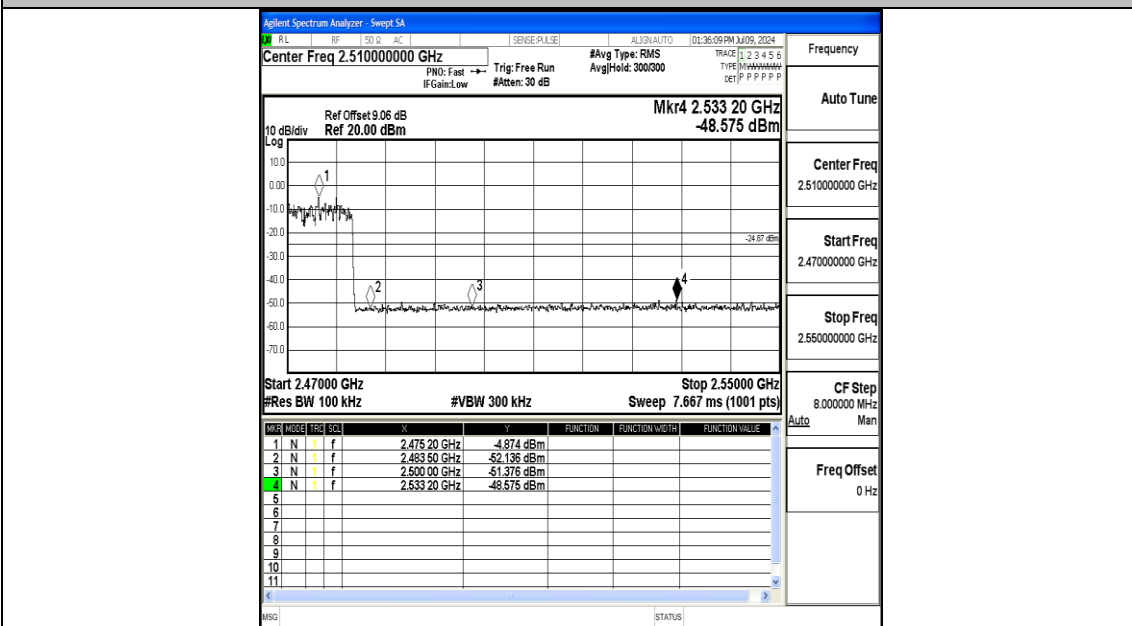 Agilent Spectrum Analyzer - Swept SA
RL RF 50 Ω AC SENSE:PULSE ALIGNAUTO 01:36:09 PM Jul 09, 2024
Center Freq 2.510000000 GHz
PNO: Fast
IFGain:Low
Trig: Free Run
#Atten: 30 dB
#Avg Type: RMS
Avg|Hold: 300/300
TRACE 1 2 3 4 5 6
TYPE MWWWWW
DET P P P P P P
Frequency
Mkr4 2.533 20 GHz
-48.575 dBm
Ref Offset 9.06 dB
10 dB/div Ref 20.00 dBm
Log
10.0
0.00
-10.0
-20.0
-30.0
-40.0
-50.0
-60.0
-70.0
1
2
3
4
-24.87 dBm
Start 2.47000 GHz Stop 2.55000 GHz
#Res BW 100 kHz #VBW 300 kHz Sweep 7.667 ms (1001 pts)
MKR MODE TRC SCL X Y FUNCTION FUNCTION WIDTH FUNCTION VALUE
1 N 1 f 2.475 20 GHz -4.874 dBm
2 N 1 f 2.483 50 GHz -52.136 dBm
3 N 1 f 2.500 00 GHz -51.376 dBm
4 N 1 f 2.533 20 GHz -48.575 dBm
5
6
7
8
9
10
11
MSG STATUS
Auto Tune
Center Freq
2.510000000 GHz
Start Freq
2.470000000 GHz
Stop Freq
2.550000000 GHz
CF Step
8.000000 MHz
Auto Man
Freq Offset
0 Hz